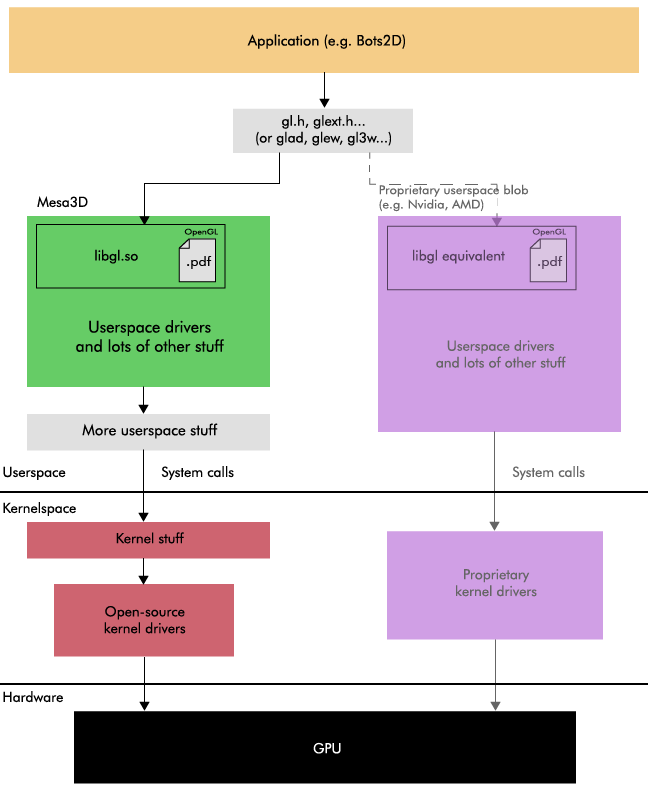 Application (e.g. Bots2D)
gl.h, glext.h...
(or glad, glew, gl3w...)
Mesa3D
Proprietary userspace blob
(e.g. Nvidia, AMD)
libgl.so
OpenGL
.pdf
libgl equivalent
OpenGL
.pdf
Userspace drivers
and lots of other stuff
Userspace drivers
and lots of other stuff
More userspace stuff
Userspace
System calls
System calls
Kernelspace
Kernel stuff
Open-source
kernel drivers
Proprietary
kernel drivers
Hardware
GPU